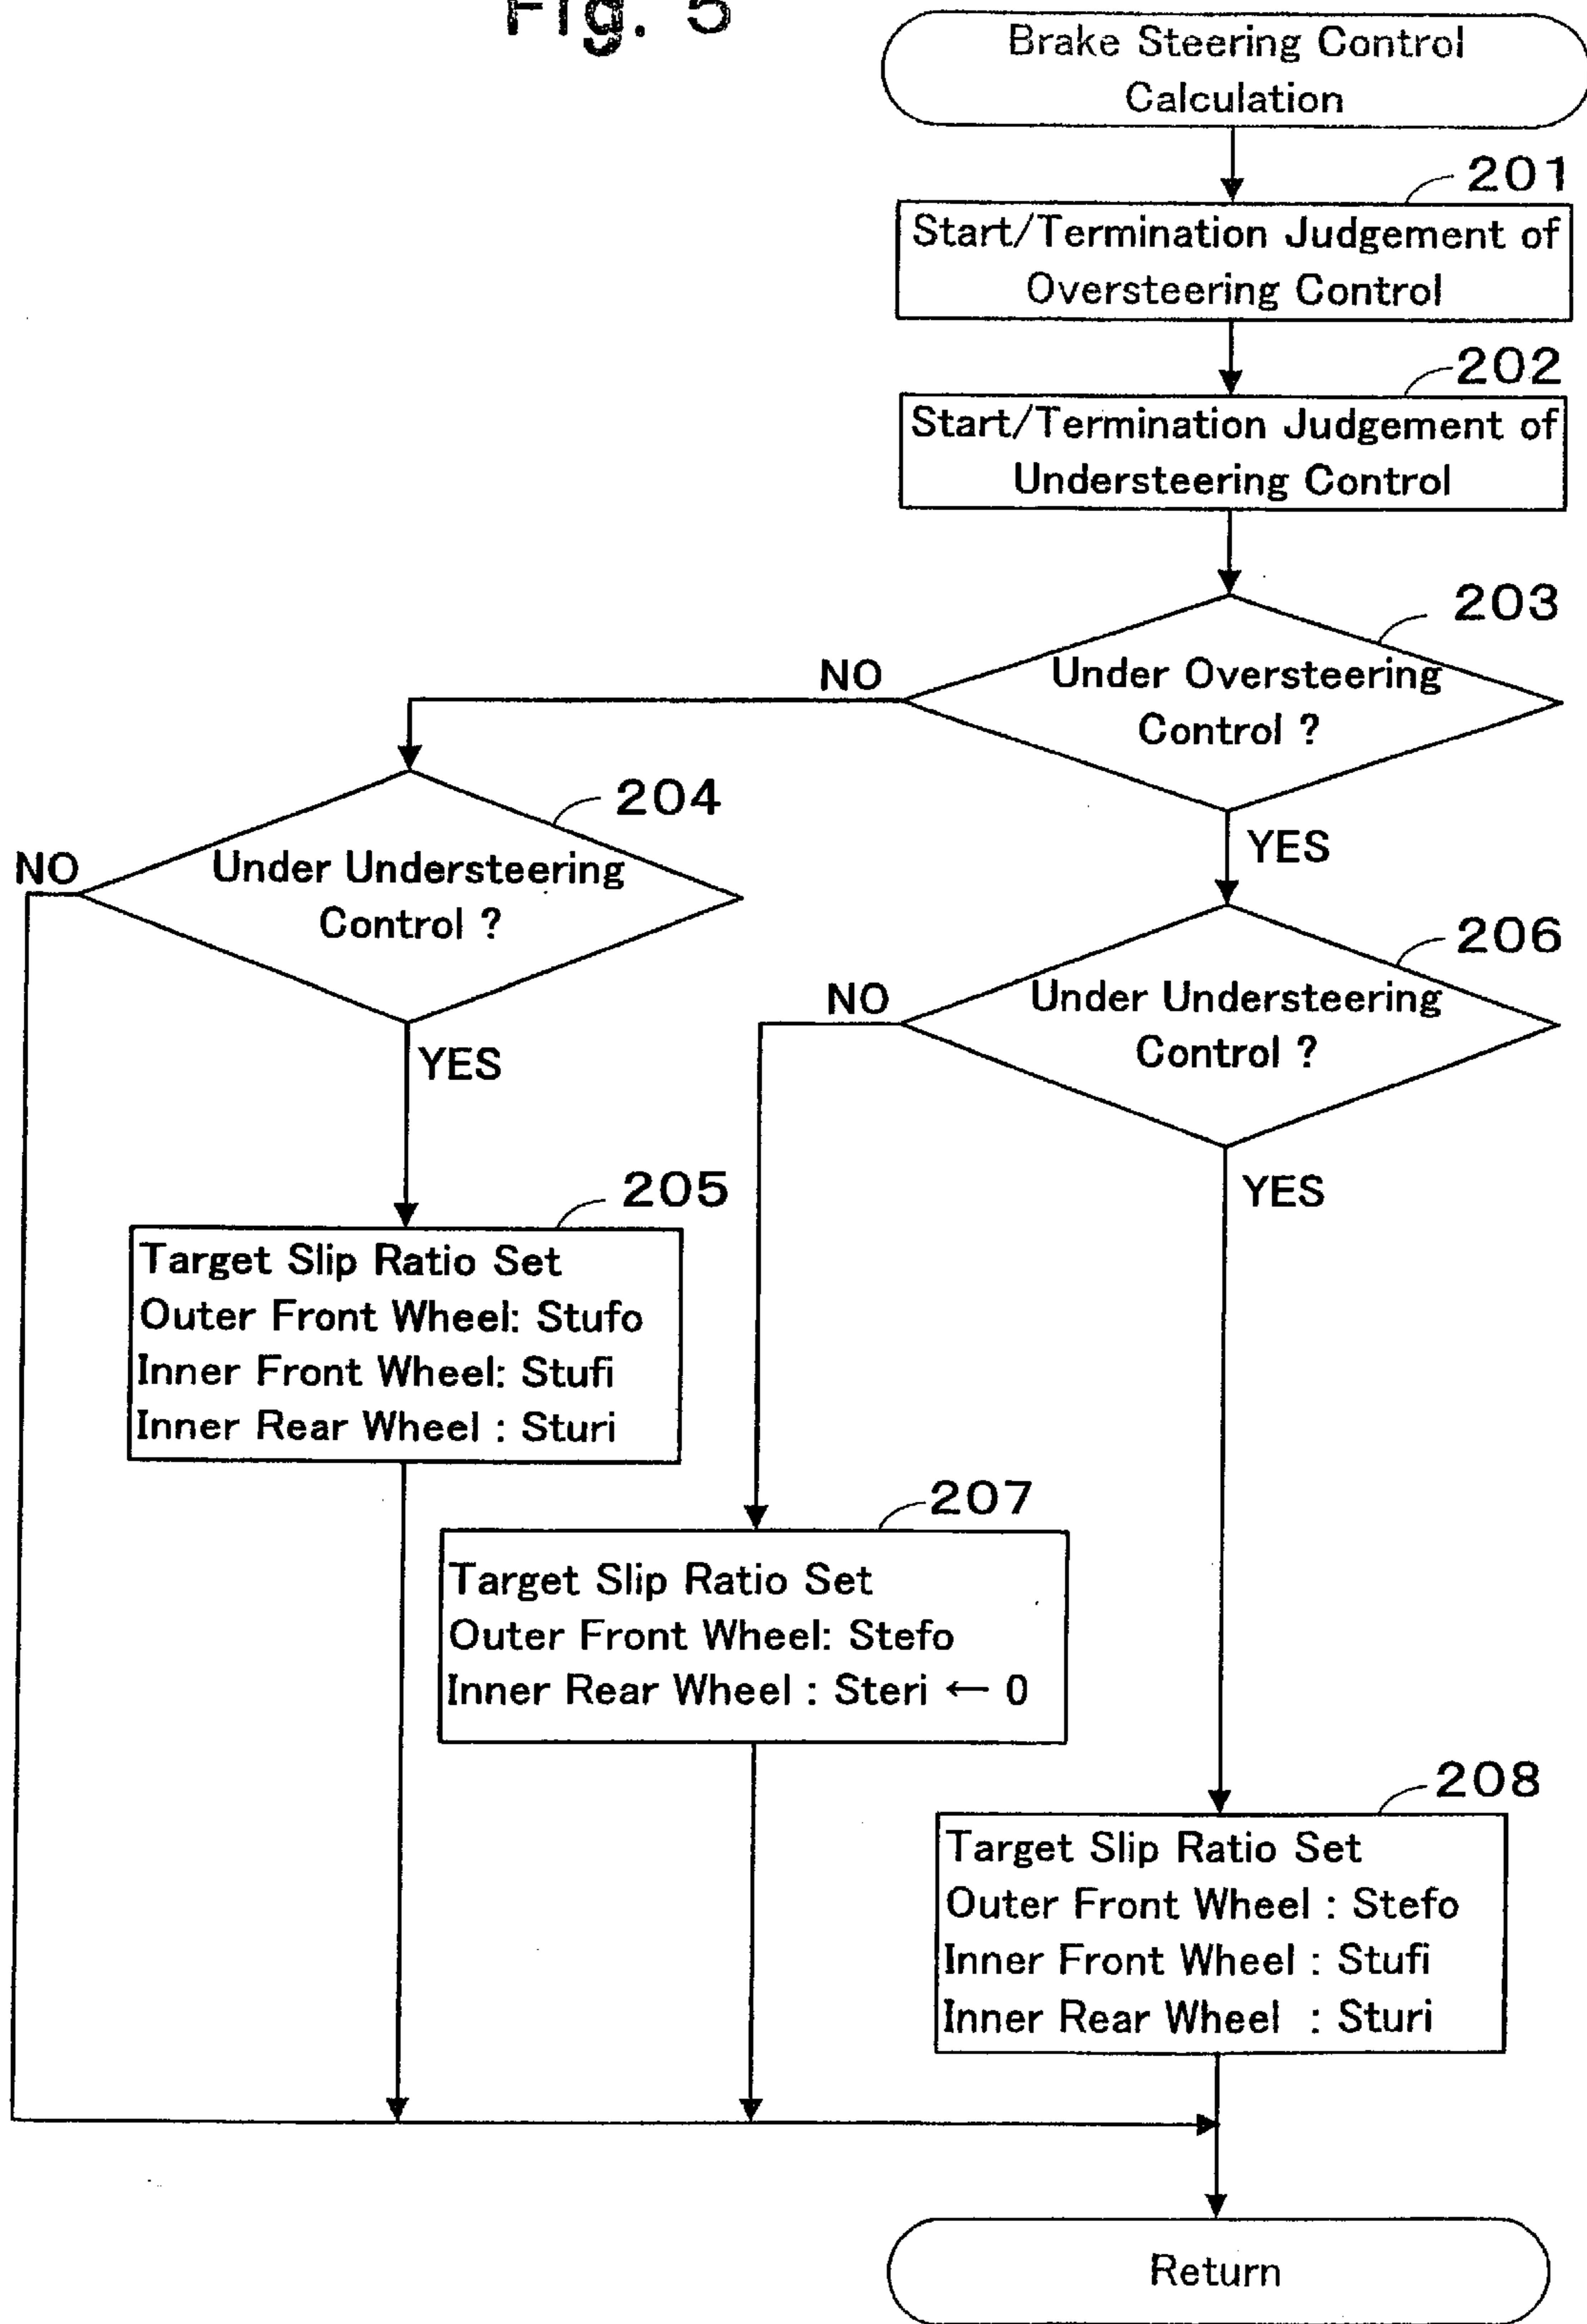 Fig. 5
Brake Steering Control
Calculation
201
Start/Termination Judgement of
Oversteering Control
202
Start/Termination Judgement of
Understeering Control
203
NO
Under Oversteering
Control ?
YES
204
NO
Under Understeering
Control ?
YES
206
NO
Under Understeering
Control ?
YES
205
Target Slip Ratio Set
Outer Front Wheel: Stufo
Inner Front Wheel: Stufi
Inner Rear Wheel : Sturi
207
Target Slip Ratio Set
Outer Front Wheel: Stefo
Inner Rear Wheel : Steri ← 0
208
Target Slip Ratio Set
Outer Front Wheel : Stefo
Inner Front Wheel : Stufi
Inner Rear Wheel : Sturi
Return